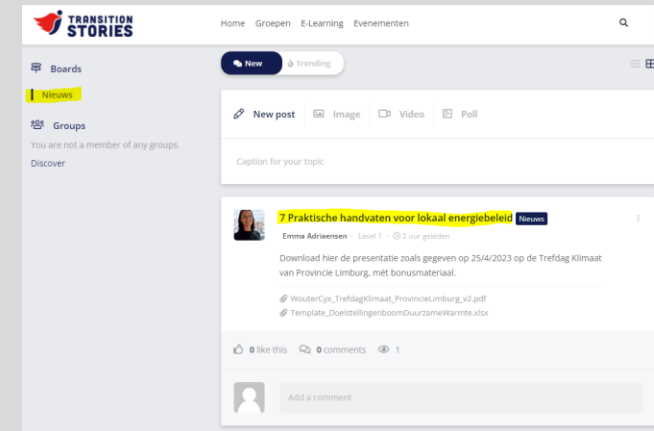 TRANSITION
STORIES
Home Groepen E-Learning Evenementen
Boards
Nieuws
Groups
You are not a member of any groups.
Discover
New Trending
New post Image Video Poll
Caption for your topic
7 Praktische handvaten voor lokaal energiebeleid Nieuws
Emma Adriaensen · Level 1 · 2 uur geleden
Download hier de presentatie zoals gegeven op 25/4/2023 op de Trefdag Klimaat
van Provincie Limburg, mét bonusmateriaal.
WouterCyx_TrefdagKlimaat_ProvincieLimburg_v2.pdf
Template_DoelstellingenboomDuurzameWarmte.xlsx
0 like this 0 comments 1
Add a comment